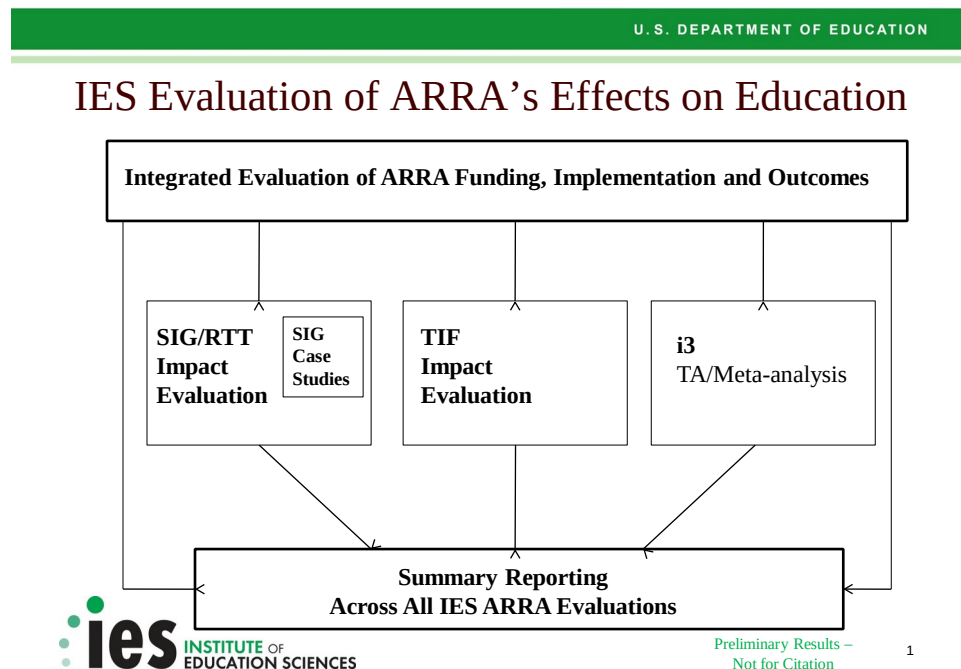 U.S. DEPARTMENT OF EDUCATION
IES Evaluation of ARRA’s Effects on Education
Integrated Evaluation of ARRA Funding, Implementation and Outcomes
SIG/RTT
Impact
Evaluation
SIG
Case
Studies
TIF
Impact
Evaluation
i3
TA/Meta-analysis
Summary Reporting
Across All IES ARRA Evaluations
ies INSTITUTE OF
EDUCATION SCIENCES
Preliminary Results –
Not for Citation
1